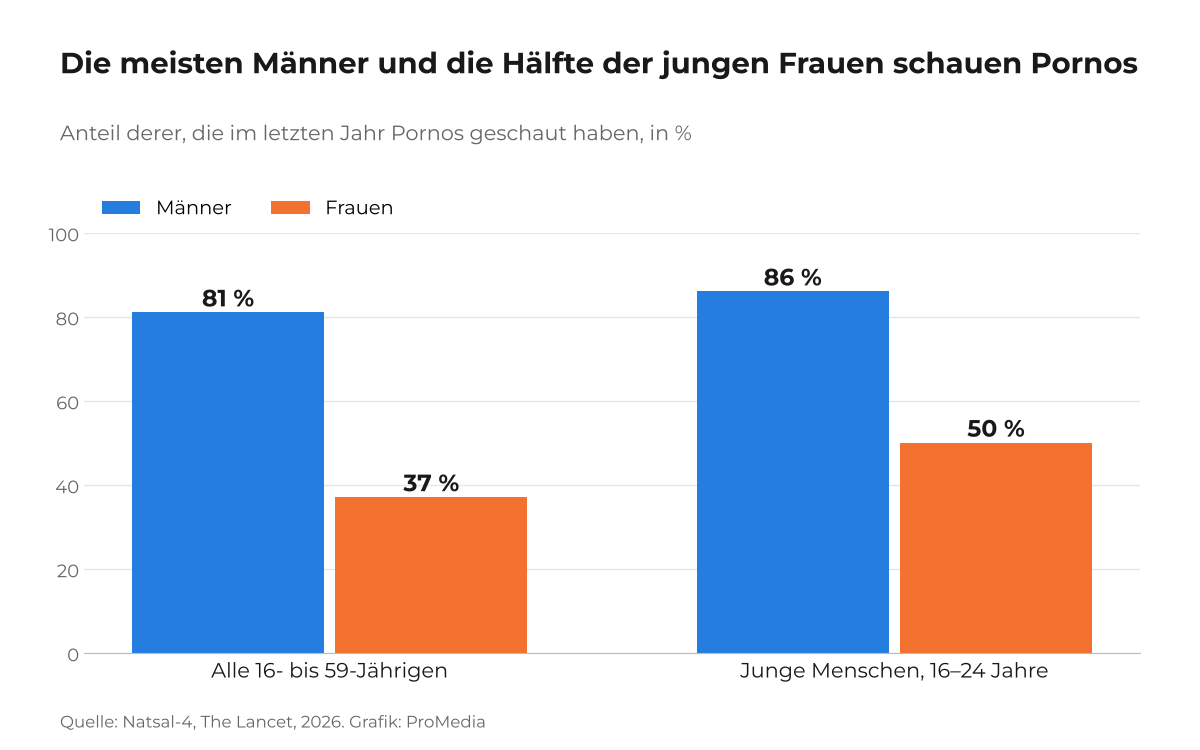 Die meisten Männer und die Hälfte der jungen Frauen schauen Pornos
Anteil derer, die im letzten Jahr Pornos geschaut haben, in %
Männer Frauen
100
86 %
81 %
80
60
50 %
40
37 %
20
0
Alle 16- bis 59-Jährigen Junge Menschen, 16–24 Jahre
Quelle: Natsal-4, The Lancet, 2026. Grafik: ProMedia